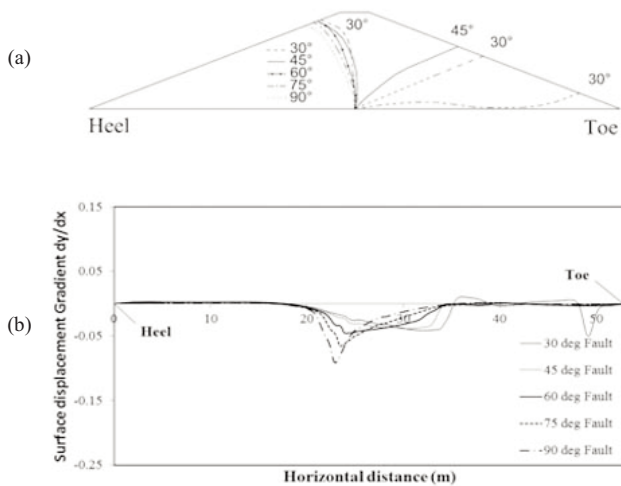 (a)
30°
45°
30°
30°
30°
45°
60°
75°
90°
Heel
Toe
(b)
Surface displacement Gradient dy/dx
0.15
0.05
-0.05
-0.15
-0.25
0
10
20
30
40
50
Heel
Toe
30 deg Fault
45 deg Fault
60 deg Fault
75 deg Fault
90 deg Fault
Horizontal distance (m)